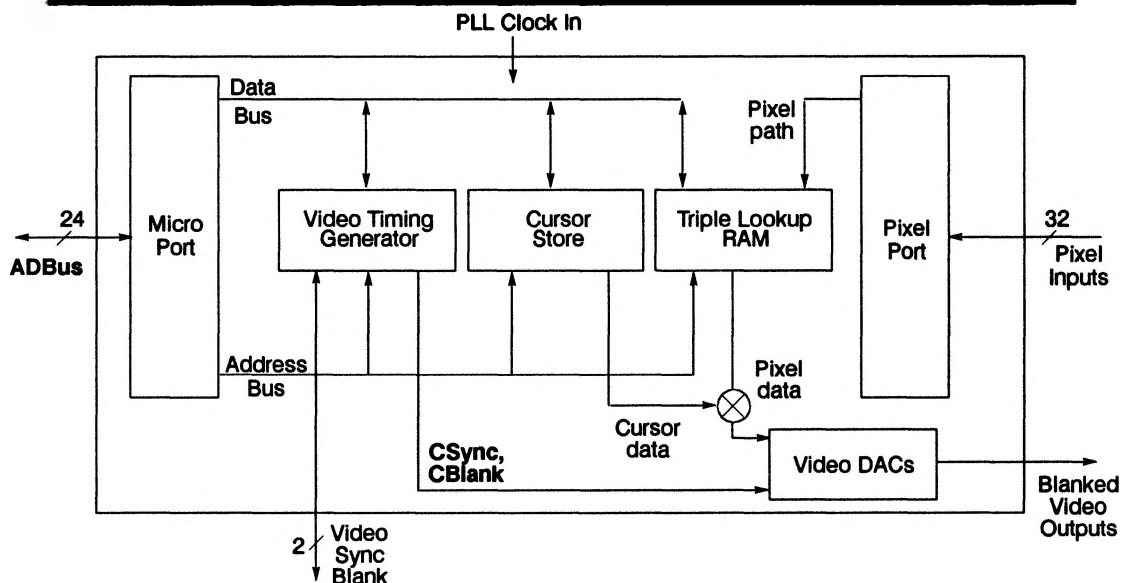 PLL Clock In
Data
Bus
Pixel
path
24
ADBus
Micro
Port
Video Timing
Generator
Cursor
Store
Triple Lookup
RAM
Pixel
Port
32
Pixel
Inputs
Address
Bus
Pixel
data
Cursor
data
CSync,
CBlank
Video DACs
Blanked
Video
Outputs
2
Video
Sync
Blank